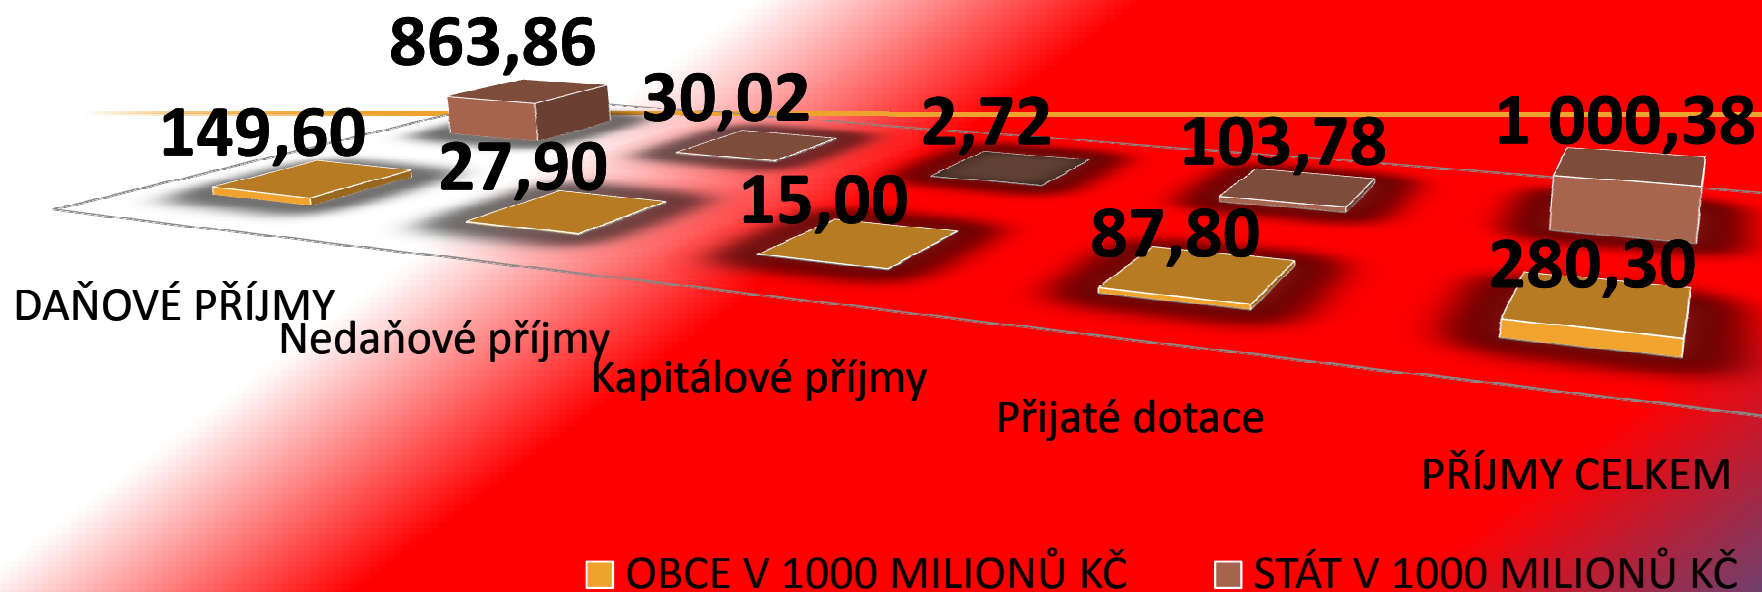 863,86
30,02
2,72
103,78
1 000,38
149,60
27,90
15,00
87,80
280,30
DAŇOVÉ PŘÍJMY
Nedaňové příjmy
Kapitálové příjmy
Přijaté dotace
PŘÍJMY CELKEM
OBCE V 1000 MILIONŮ KČ
STÁT V 1000 MILIONŮ KČ